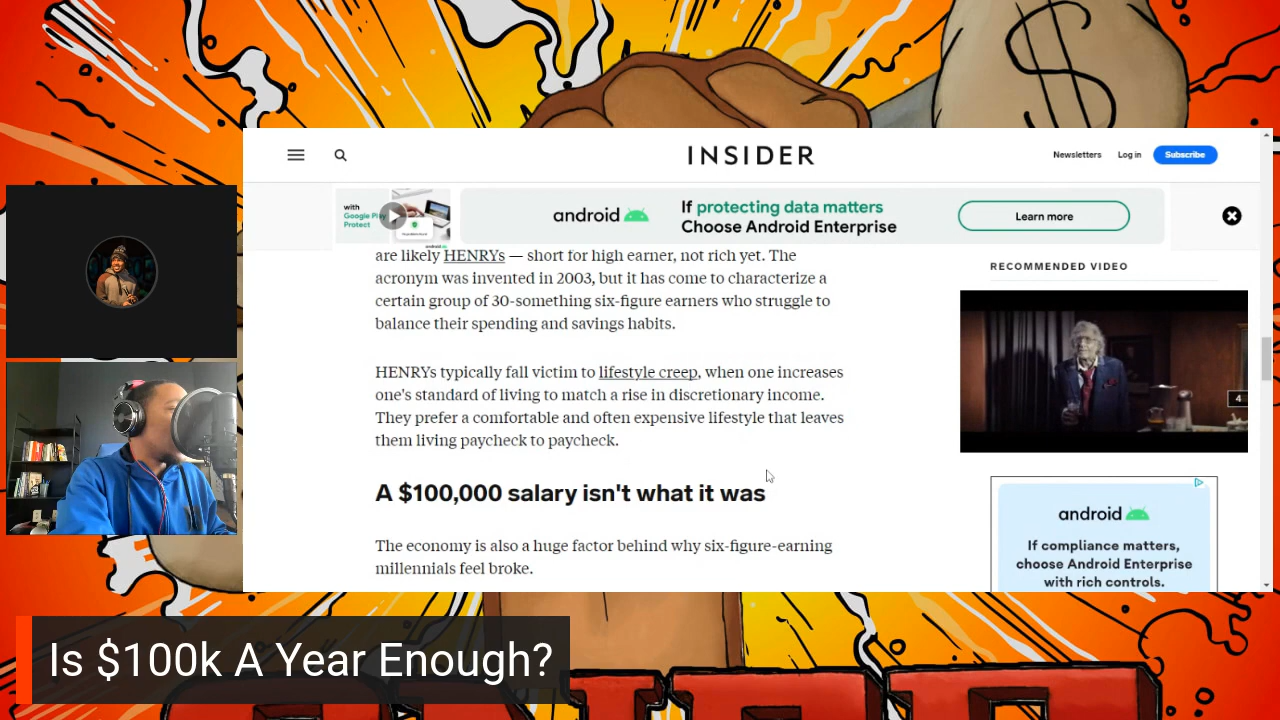 $
INSIDER
Newsletters
Log in
Subscribe
with
Google Play
Protect
android
If protecting data matters
Choose Android Enterprise
Learn more
are likely HENRYs — short for high earner, not rich yet. The
acronym was invented in 2003, but it has come to characterize a
certain group of 30-something six-figure earners who struggle to
balance their spending and savings habits.
HENRYs typically fall victim to lifestyle creep, when one increases
one's standard of living to match a rise in discretionary income.
They prefer a comfortable and often expensive lifestyle that leaves
them living paycheck to paycheck.
A $100,000 salary isn't what it was
The economy is also a huge factor behind why six-figure-earning
millennials feel broke.
RECOMMENDED VIDEO
4
android
If compliance matters,
choose Android Enterprise
with rich controls.
Is $100k A Year Enough?